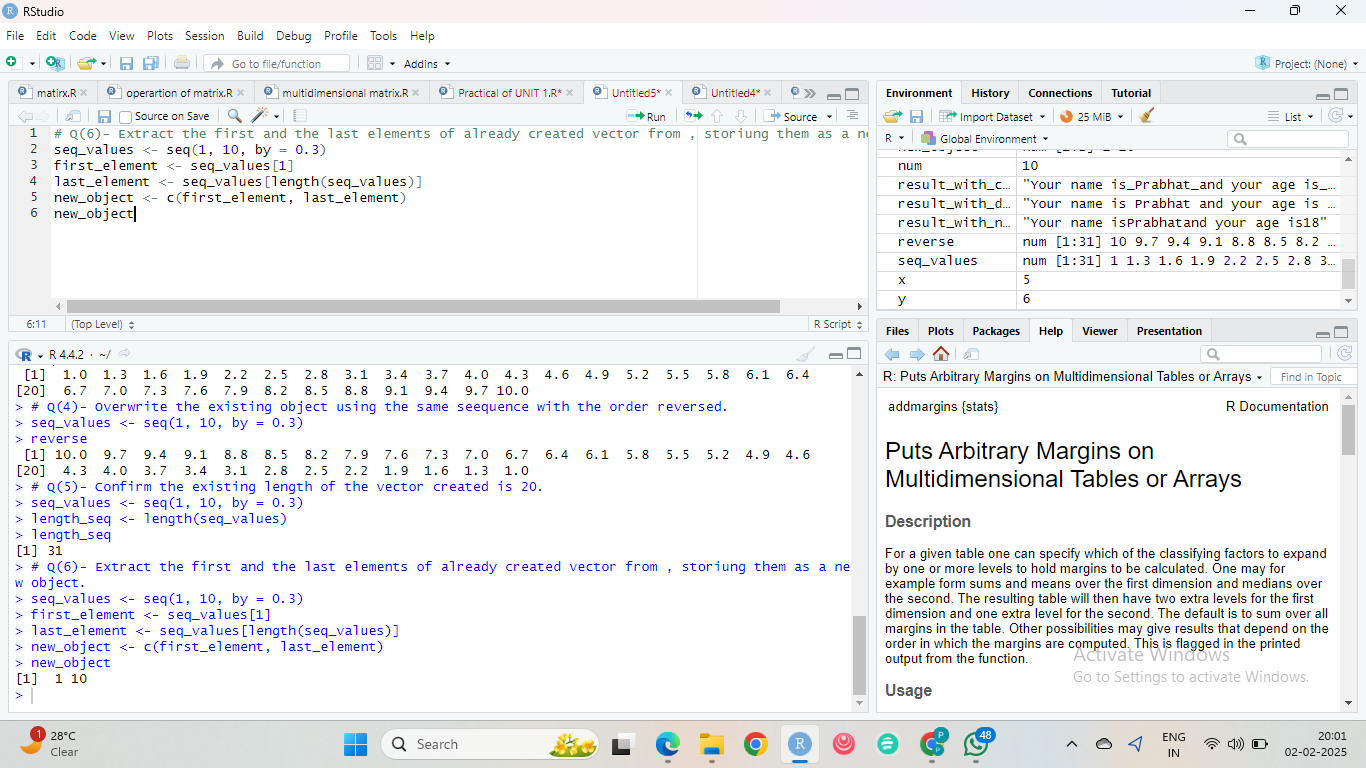 RStudio
File Edit Code View Plots Session Build Debug Profile Tools Help
Go to file/function Addins Project: (None)
matirx.R operartion of matrix.R multidimensional matrix.R Practical of UNIT 1.R* Untitled5* Untitled4*
Source on Save Run Source
1 # Q(6)- Extract the first and the last elements of already created vector from , storiung them as a ne
2 seq_values <- seq(1, 10, by = 0.3)
3 first_element <- seq_values[1]
4 last_element <- seq_values[length(seq_values)]
5 new_object <- c(first_element, last_element)
6 new_object
6:11 (Top Level) R Script
R 4.4.2 · ~/
[1] 1.0 1.3 1.6 1.9 2.2 2.5 2.8 3.1 3.4 3.7 4.0 4.3 4.6 4.9 5.2 5.5 5.8 6.1 6.4
[20] 6.7 7.0 7.3 7.6 7.9 8.2 8.5 8.8 9.1 9.4 9.7 10.0
> # Q(4)- Overwrite the existing object using the same seequence with the order reversed.
> seq_values <- seq(1, 10, by = 0.3)
> reverse
[1] 10.0 9.7 9.4 9.1 8.8 8.5 8.2 7.9 7.6 7.3 7.0 6.7 6.4 6.1 5.8 5.5 5.2 4.9 4.6
[20] 4.3 4.0 3.7 3.4 3.1 2.8 2.5 2.2 1.9 1.6 1.3 1.0
> # Q(5)- Confirm the existing length of the vector created is 20.
> seq_values <- seq(1, 10, by = 0.3)
> length_seq <- length(seq_values)
> length_seq
[1] 31
> # Q(6)- Extract the first and the last elements of already created vector from , storiung them as a ne
w object.
> seq_values <- seq(1, 10, by = 0.3)
> first_element <- seq_values[1]
> last_element <- seq_values[length(seq_values)]
> new_object <- c(first_element, last_element)
> new_object
[1] 1 10
>
Environment History Connections Tutorial
Import Dataset 25 MiB List
R Global Environment
num 10
result_with_c… "Your name is_Prabhat_and your age is_…
result_with_d… "Your name is Prabhat and your age is …
result_with_n… "Your name isPrabhatand your age is18"
reverse num [1:31] 10 9.7 9.4 9.1 8.8 8.5 8.2 …
seq_values num [1:31] 1 1.3 1.6 1.9 2.2 2.5 2.8 3…
x 5
y 6
Files Plots Packages Help Viewer Presentation
R: Puts Arbitrary Margins on Multidimensional Tables or Arrays Find in Topic
addmargins {stats} R Documentation
Puts Arbitrary Margins on
Multidimensional Tables or Arrays
Description
For a given table one can specify which of the classifying factors to expand
by one or more levels to hold margins to be calculated. One may for
example form sums and means over the first dimension and medians over
the second. The resulting table will then have two extra levels for the first
dimension and one extra level for the second. The default is to sum over all
margins in the table. Other possibilities may give results that depend on the
order in which the margins are computed. This is flagged in the printed
output from the function.
Activate Windows
Go to Settings to activate Windows.
Usage
1 28°C
Clear
Search
48
ENG
IN
20:01
02-02-2025